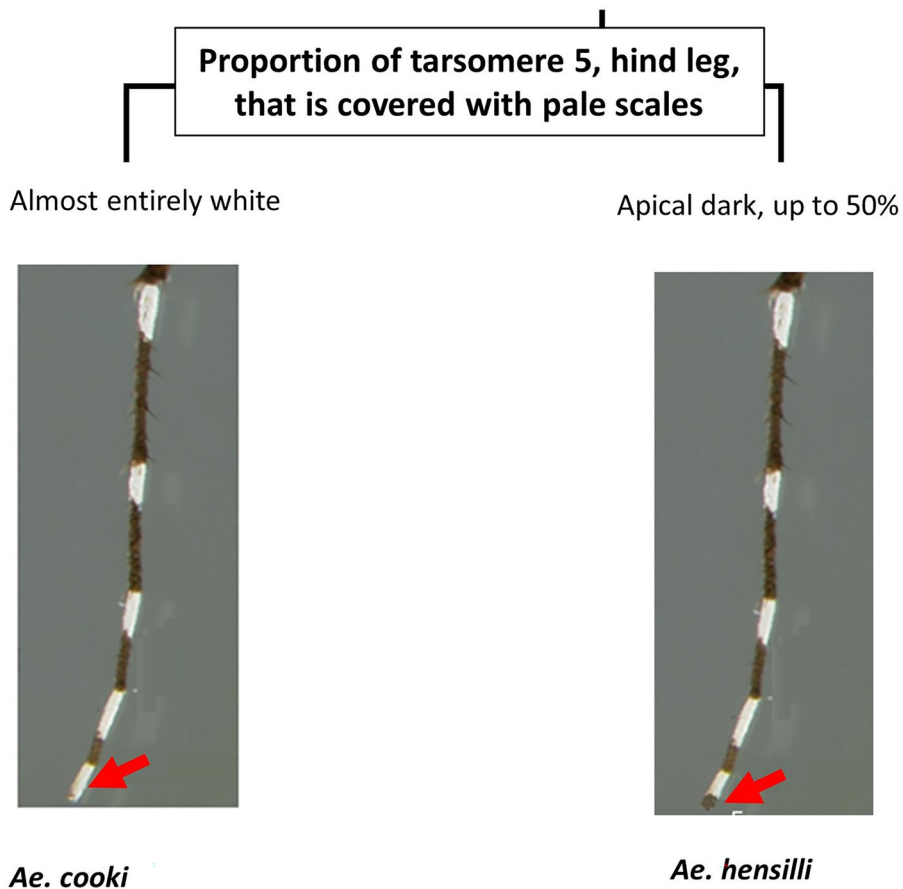 Proportion of tarsomere 5, hind leg,
that is covered with pale scales
Almost entirely white
Apical dark, up to 50%
Ae. cooki
Ae. hensilli